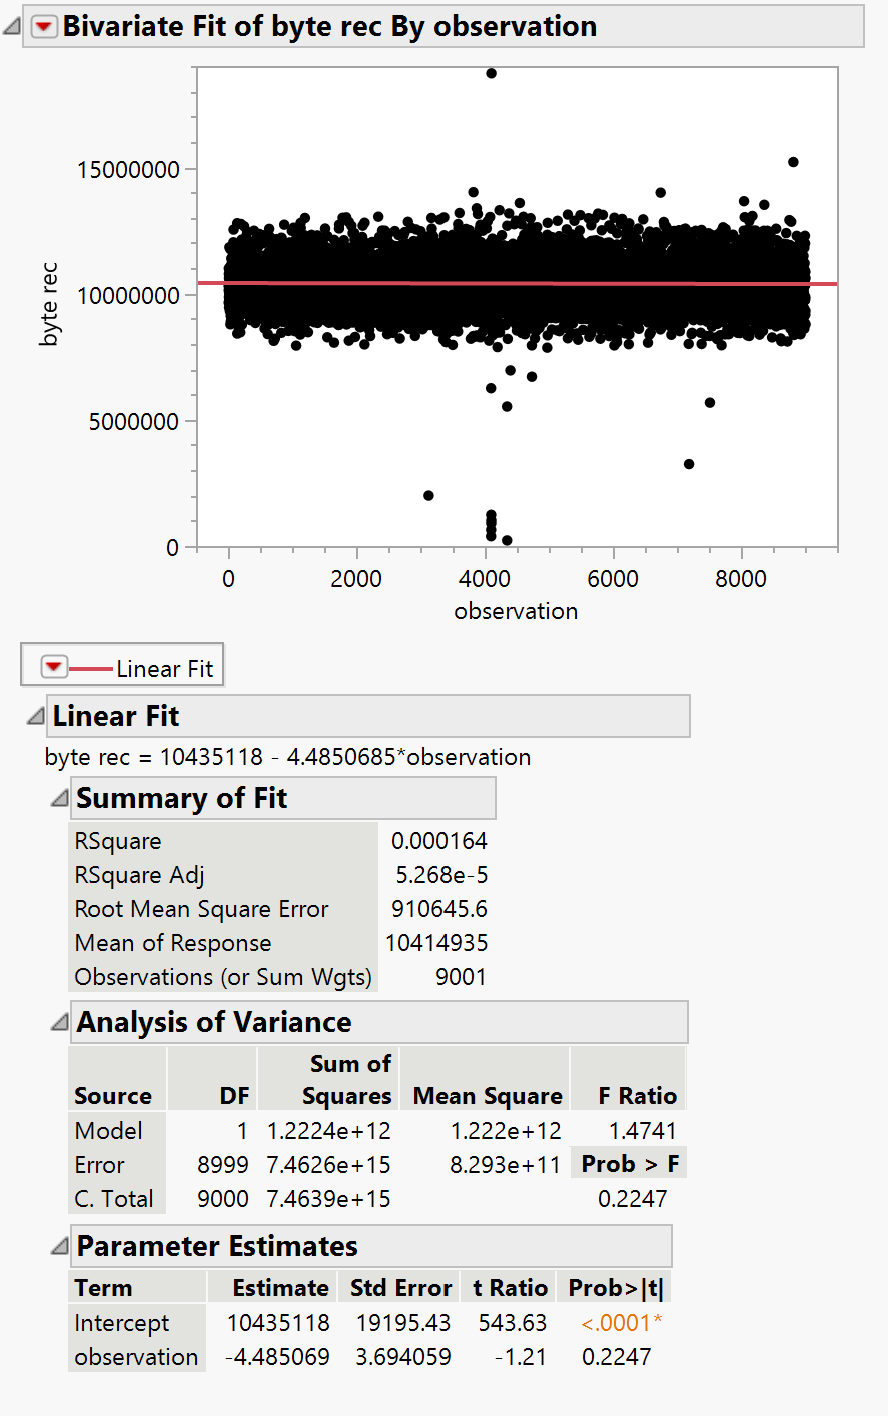 Bivariate Fit of byte rec By observation
15000000
10000000
5000000
0
byte rec
0 2000 4000 6000 8000
observation
Linear Fit
Linear Fit
byte rec = 10435118 - 4.4850685*observation
Summary of Fit
RSquare 0.000164
RSquare Adj 5.268e-5
Root Mean Square Error 910645.6
Mean of Response 10414935
Observations (or Sum Wgts) 9001
Analysis of Variance
Sum of
Source DF Squares Mean Square F Ratio
Model 1 1.2224e+12 1.222e+12 1.4741
Error 8999 7.4626e+15 8.293e+11 Prob > F
C. Total 9000 7.4639e+15 0.2247
Parameter Estimates
Term Estimate Std Error t Ratio Prob>|t|
Intercept 10435118 19195.43 543.63 <.0001*
observation -4.485069 3.694059 -1.21 0.2247